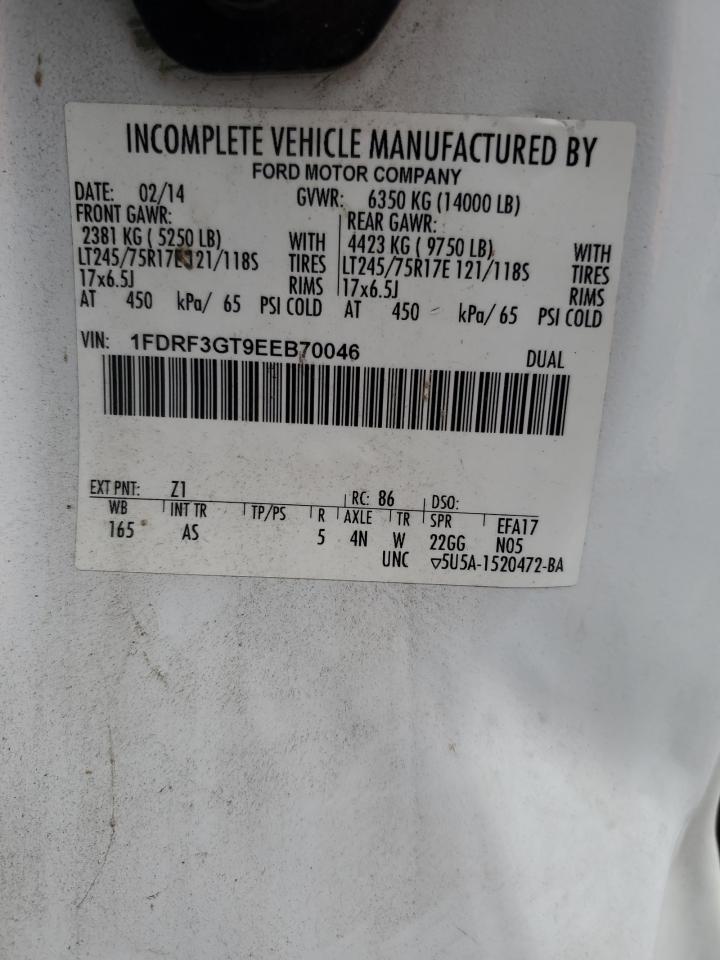 INCOMPLETE VEHICLE MANUFACTURED BY
FORD MOTOR COMPANY
DATE: 02/14 GVWR: 6350 KG (14000 LB)
FRONT GAWR: REAR GAWR:
2381 KG ( 5250 LB) WITH 4423 KG ( 9750 LB) WITH
LT245/75R17E 121/118S TIRES LT245/75R17E 121/118S TIRES
17x6.5J RIMS 17x6.5J RIMS
AT 450 kPa/ 65 PSI COLD AT 450 kPa/ 65 PSI COLD
VIN: 1FDRF3GT9EEB70046 DUAL
EXT PNT: Z1 RC: 86 DSO:
WB INT TR TP/PS R AXLE TR SPR EFA17
165 AS 5 4N W 22GG N05
UNC ▽5U5A-1520472-BA